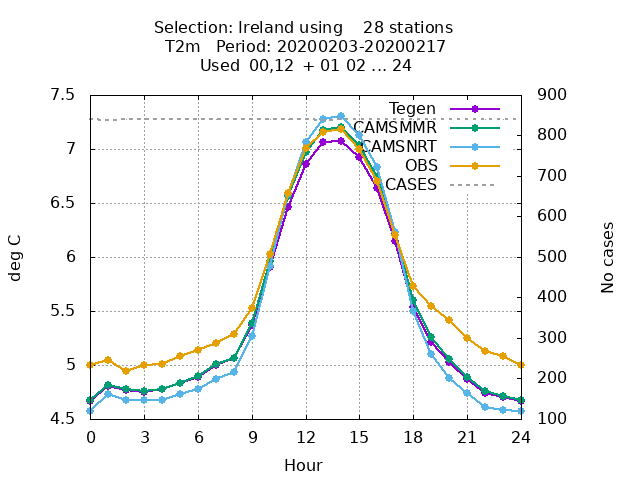 Selection: Ireland using    28 stations
T2m   Period: 20200203-20200217
Used  00,12  + 01 02 ... 24
7.5
7
6.5
6
5.5
5
4.5
deg C
900
800
700
600
500
400
300
200
100
No cases
Tegen
CAMSMMR
CAMSNRT
OBS
CASES
0 3 6 9 12 15 18 21 24
Hour